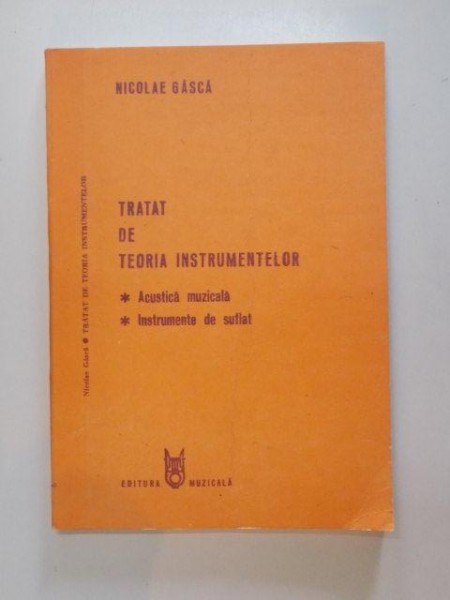 NICOLAE GÂSCĂ
TRATAT
DE
TEORIA INSTRUMENTELOR
* Acustică muzicală
* Instrumente de suflat
Nicolae Gâscă * TRATAT DE TEORIA INSTRUMENTELOR
EDITURA MUZICALĂ